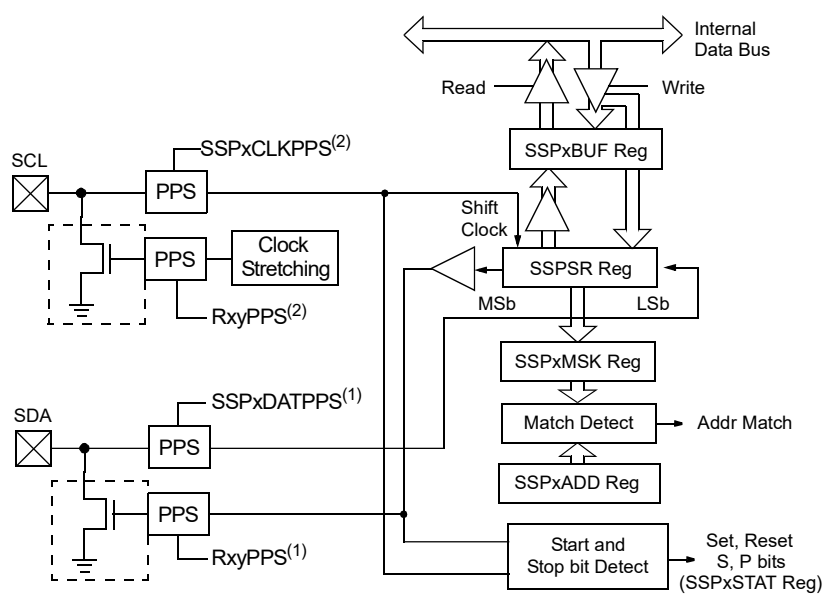 Internal
Data Bus
Read
Write
SSPxBUF Reg
SSPxCLKPPS(2)
SCL
PPS
Shift
Clock
PPS
Clock
Stretching
SSPSR Reg
MSb
LSb
RxyPPS(2)
SSPxMSK Reg
SSPxDATPPS(1)
SDA
PPS
Match Detect
Addr Match
SSPxADD Reg
PPS
RxyPPS(1)
Start and
Stop bit Detect
Set, Reset
S, P bits
(SSPxSTAT Reg)